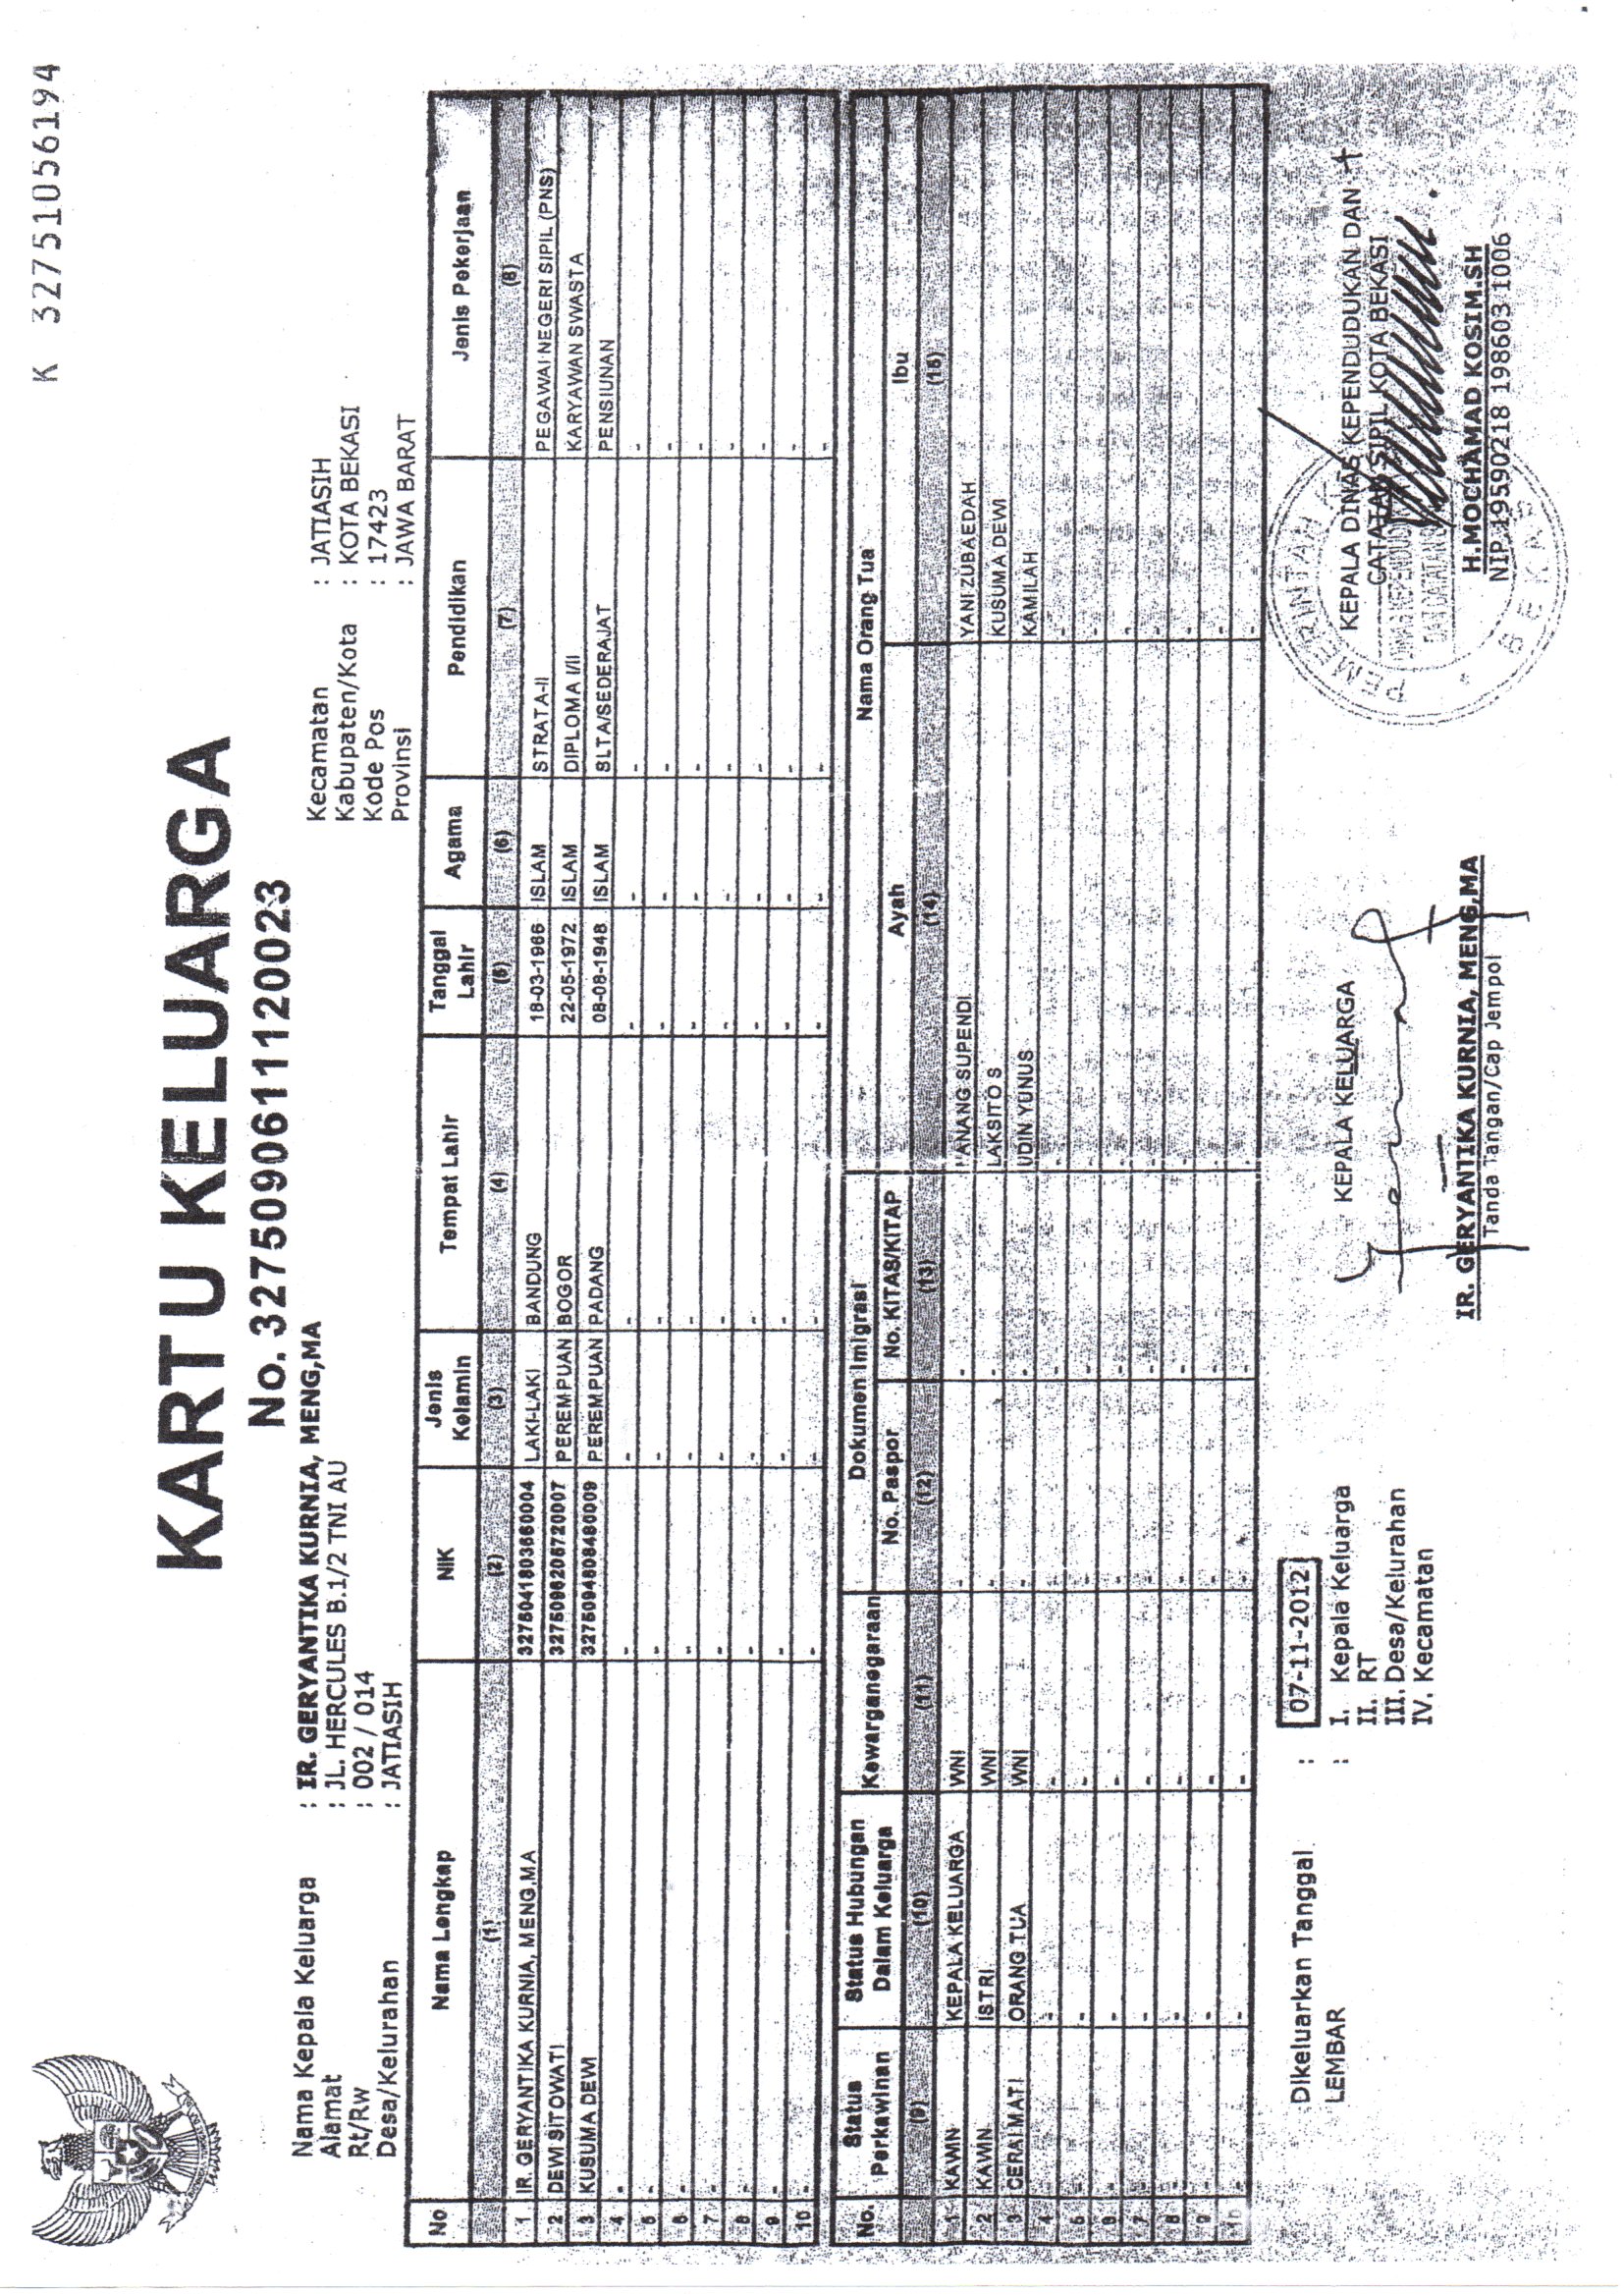 K 32751056194
KARTU KELUARGA
No. 3275090611120023
Nama Kepala Keluarga : IR. GERYANTIKA KURNIA, MENG,MA
Alamat : JL. HERCULES B.1/2 TNI AU
Rt/Rw : 002 / 014
Desa/Kelurahan : JATIASIH
Kecamatan : JATIASIH
Kabupaten/Kota : KOTA BEKASI
Kode Pos : 17423
Provinsi : JAWA BARAT
No Nama Lengkap NIK Jenis Kelamin Tempat Lahir Tanggal Lahir Agama Pendidikan Jenis Pekerjaan
(1) (2) (3) (4) (5) (6) (7) (8)
1 IR. GERYANTIKA KURNIA, MENG,MA 3275041803660004 LAKI-LAKI BANDUNG 18-03-1966 ISLAM STRATA-II PEGAWAI NEGERI SIPIL (PNS)
2 DEWI SITOWATI 3275096205720007 PEREMPUAN BOGOR 22-05-1972 ISLAM DIPLOMA I/II KARYAWAN SWASTA
3 KUSUMA DEWI 3275094808480009 PEREMPUAN PADANG 08-08-1948 ISLAM SLTA/SEDERAJAT PENSIUNAN
4 - - - - - - - -
5 - - - - - - - -
6 - - - - - - - -
7 - - - - - - - -
8 - - - - - - - -
9 - - - - - - - -
10 - - - - - - - -
No. Status Perkawinan Status Hubungan Dalam Keluarga Kewarganegaraan Dokumen Imigrasi Nama Orang Tua
No. Paspor No. KITAS/KITAP Ayah Ibu
(9) (10) (11) (12) (13) (14) (15)
1 KAWIN KEPALA KELUARGA WNI - - NANANG SUPENDI YANI ZUBAEDAH
2 KAWIN ISTRI WNI - - LAKSITO S KUSUMA DEWI
3 CERAI MATI ORANG TUA WNI - - UDIN YUNUS KAMILAH
4 - - - - - - -
5 - - - - - - -
6 - - - - - - -
7 - - - - - - -
8 - - - - - - -
9 - - - - - - -
10 - - - - - - -
Dikeluarkan Tanggal : 07-11-2012
LEMBAR : I. Kepala Keluarga
II. RT
III. Desa/Kelurahan
IV. Kecamatan
KEPALA KELUARGA
IR. GERYANTIKA KURNIA, MENG,MA
Tanda Tangan/Cap Jempol
KEPALA DINAS KEPENDUDUKAN DAN
CATATAN SIPIL KOTA BEKASI
PEMERINTAH
BEKASI
H.MOCHAMAD KOSIM.SH
NIP.19590218 198603 1006